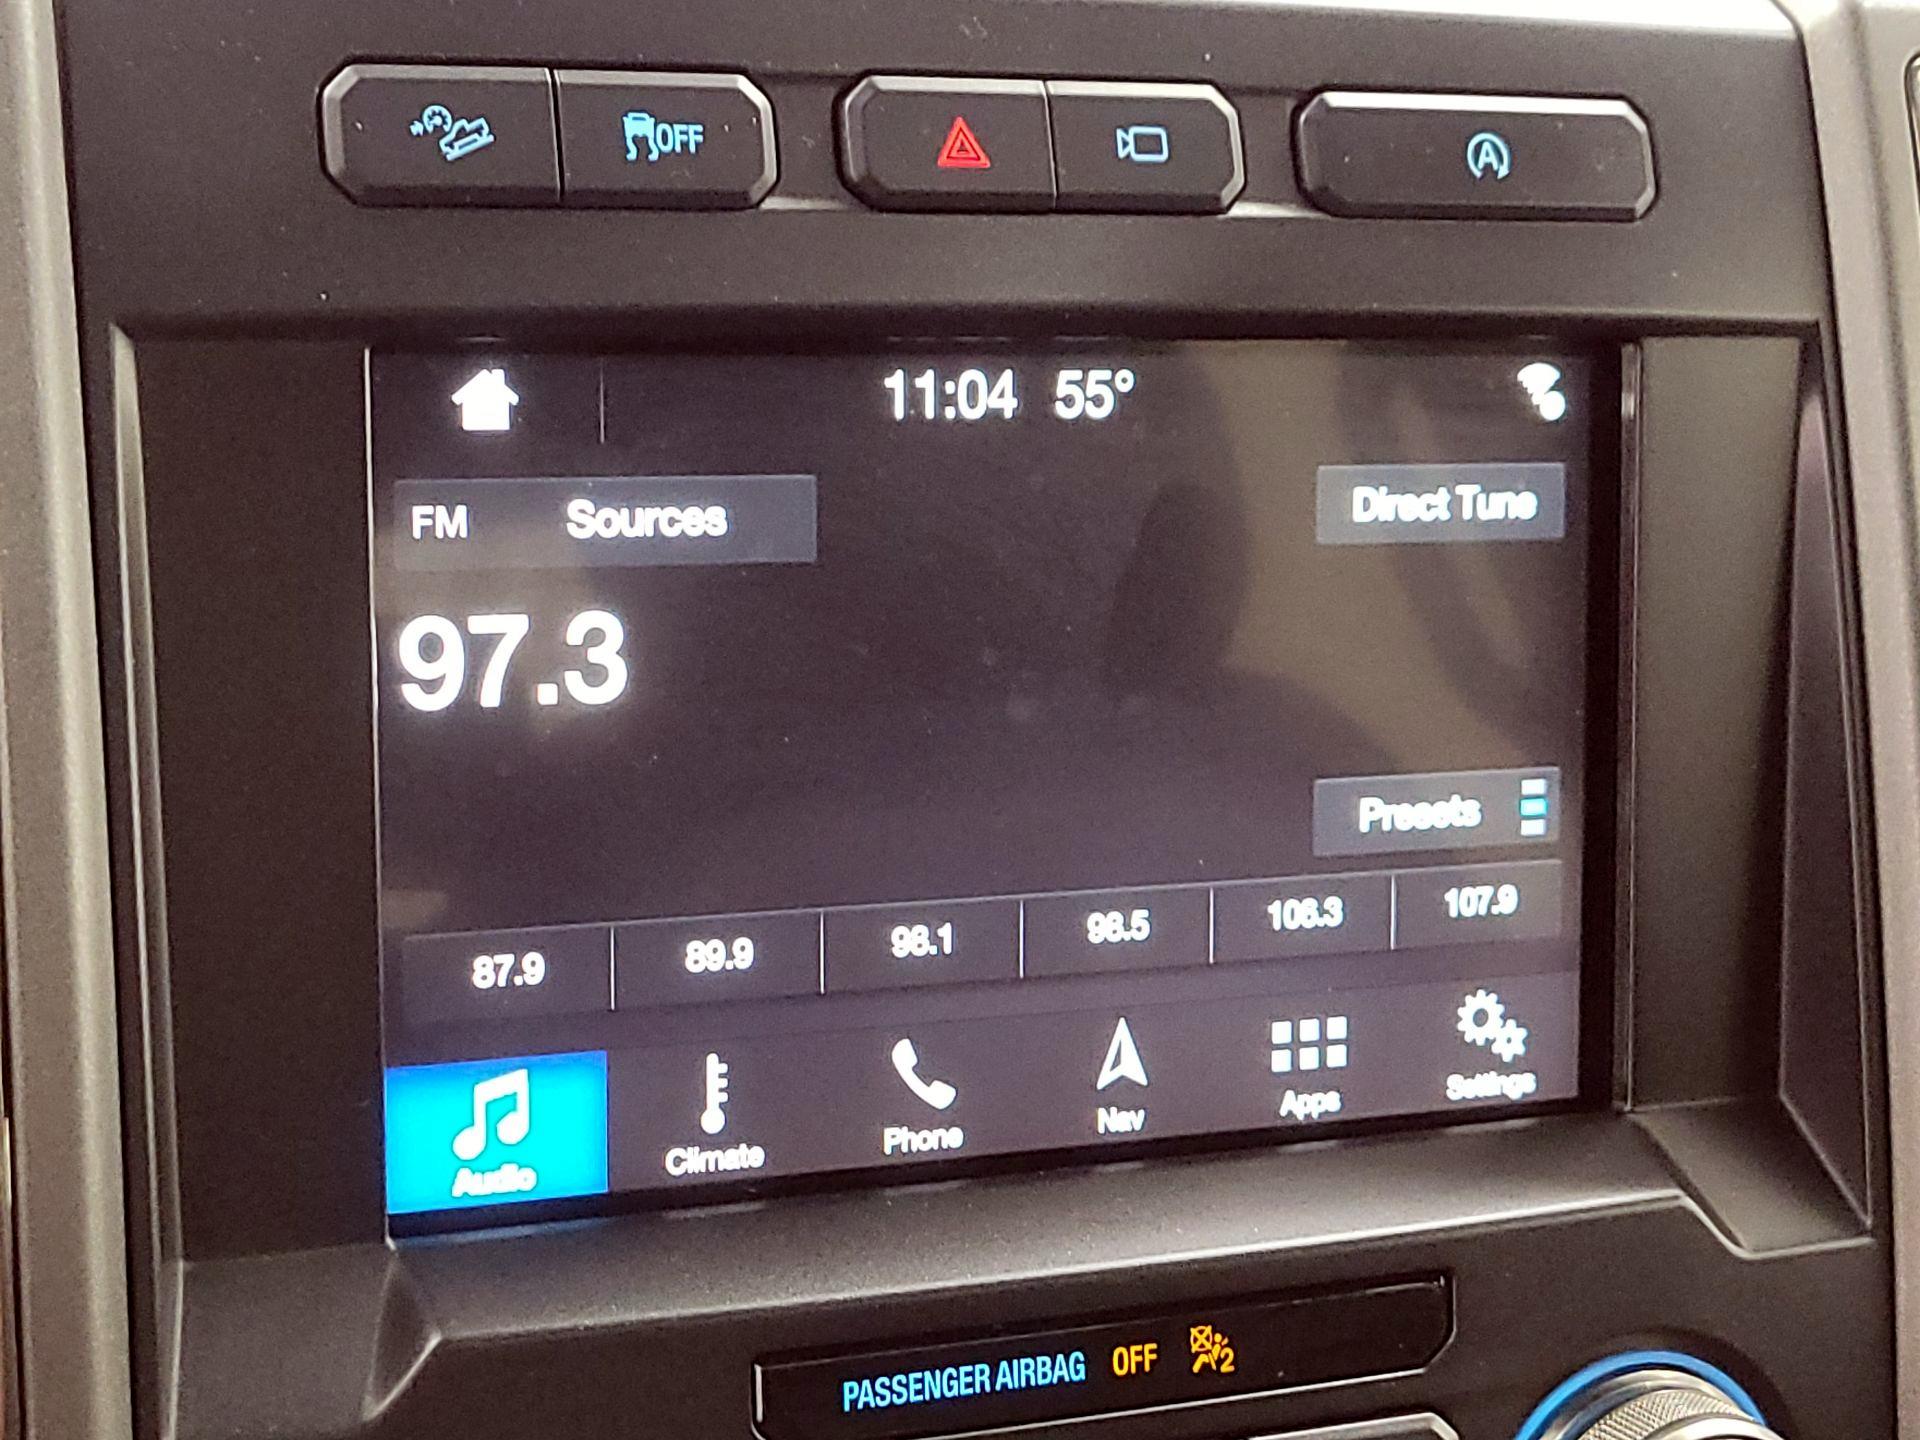 OFF
A
11:04 55°
FM Sources
Direct Tune
97.3
Presets
87.9 89.9 98.1 98.5 106.3 107.9
Audio Climate Phone Nav Apps Settings
PASSENGER AIRBAG OFF 2